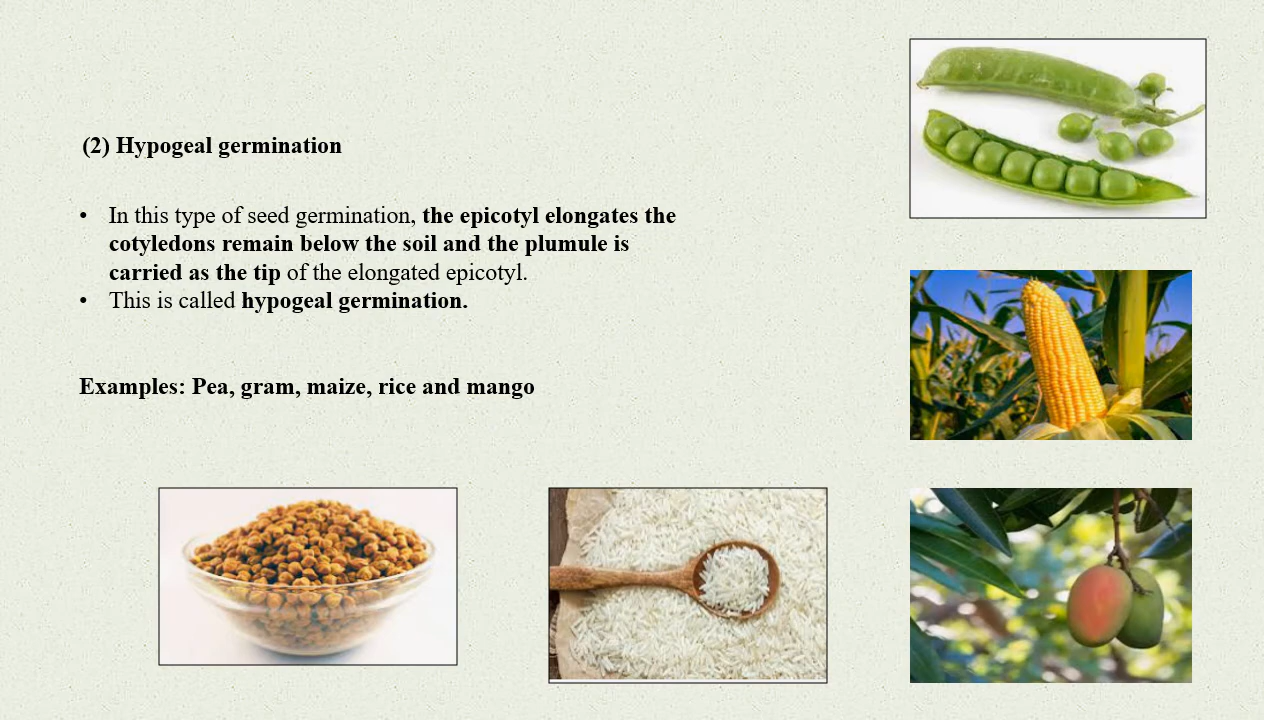 (2) Hypogeal germination
• In this type of seed germination, the epicotyl elongates the
cotyledons remain below the soil and the plumule is
carried as the tip of the elongated epicotyl.
• This is called hypogeal germination.
Examples: Pea, gram, maize, rice and mango